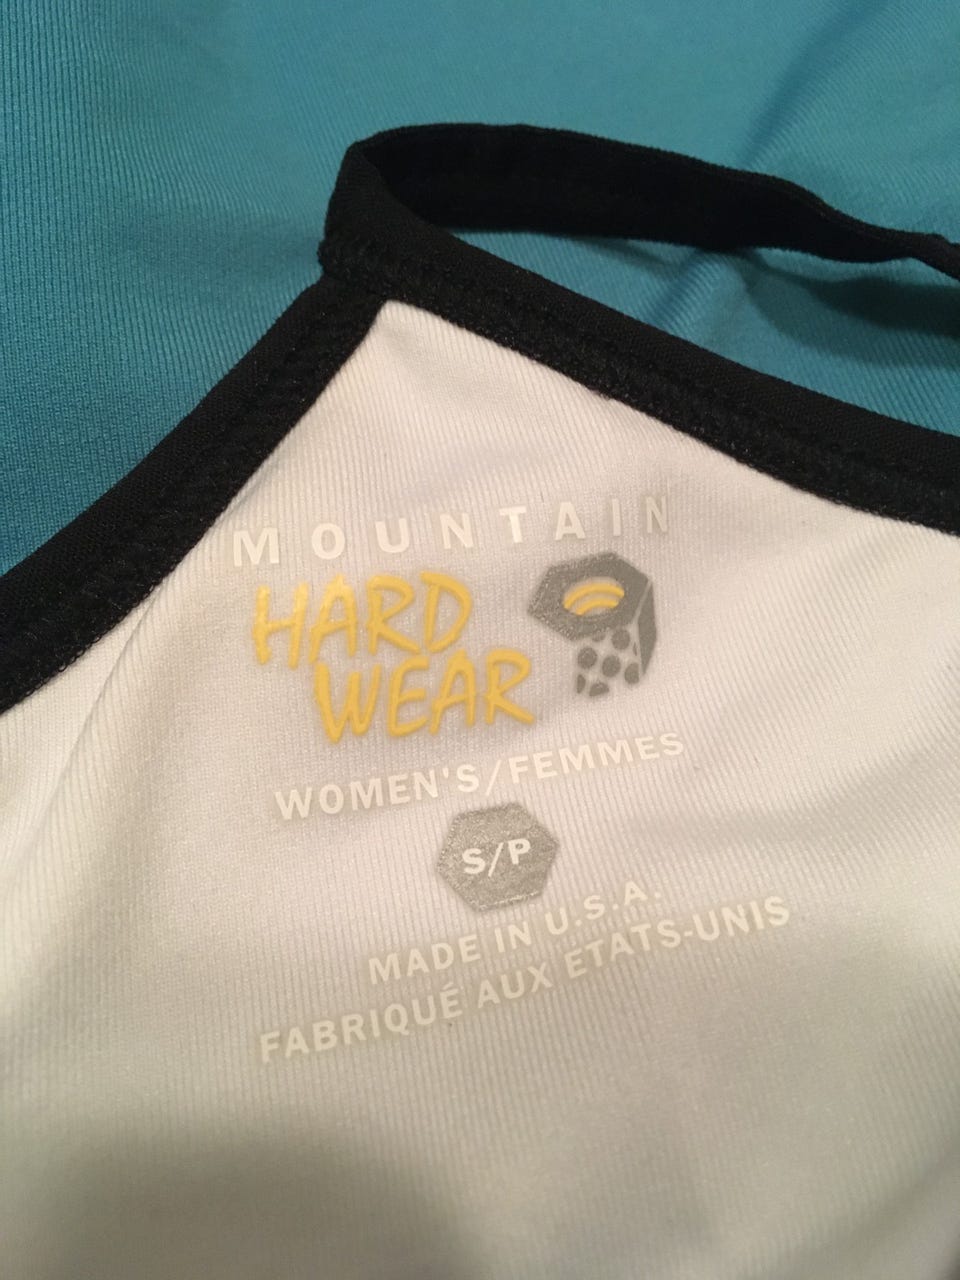 MOUNTAIN
HARD
WEAR
WOMEN'S/FEMMES
S/P
MADE IN U.S.A.
FABRIQUÉ AUX ETATS-UNIS